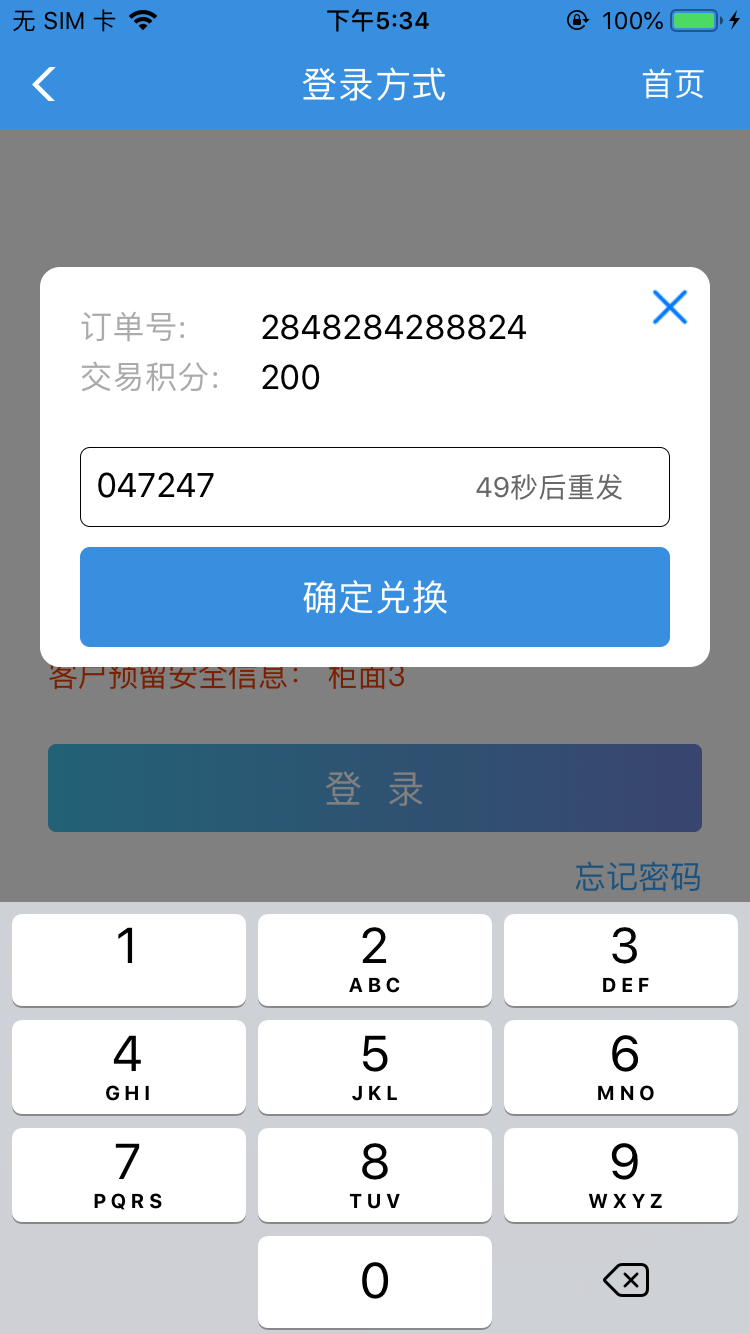 无 SIM 卡 下午5:34 100%
登录方式 首页
订单号: 2848284288824
交易积分: 200
047247 49秒后重发
确定兑换
客户预留安全信息： 柜面3
登 录
忘记密码
1 2 3
ABC DEF
4 5 6
GHI JKL MNO
7 8 9
PQRS TUV WXYZ
0